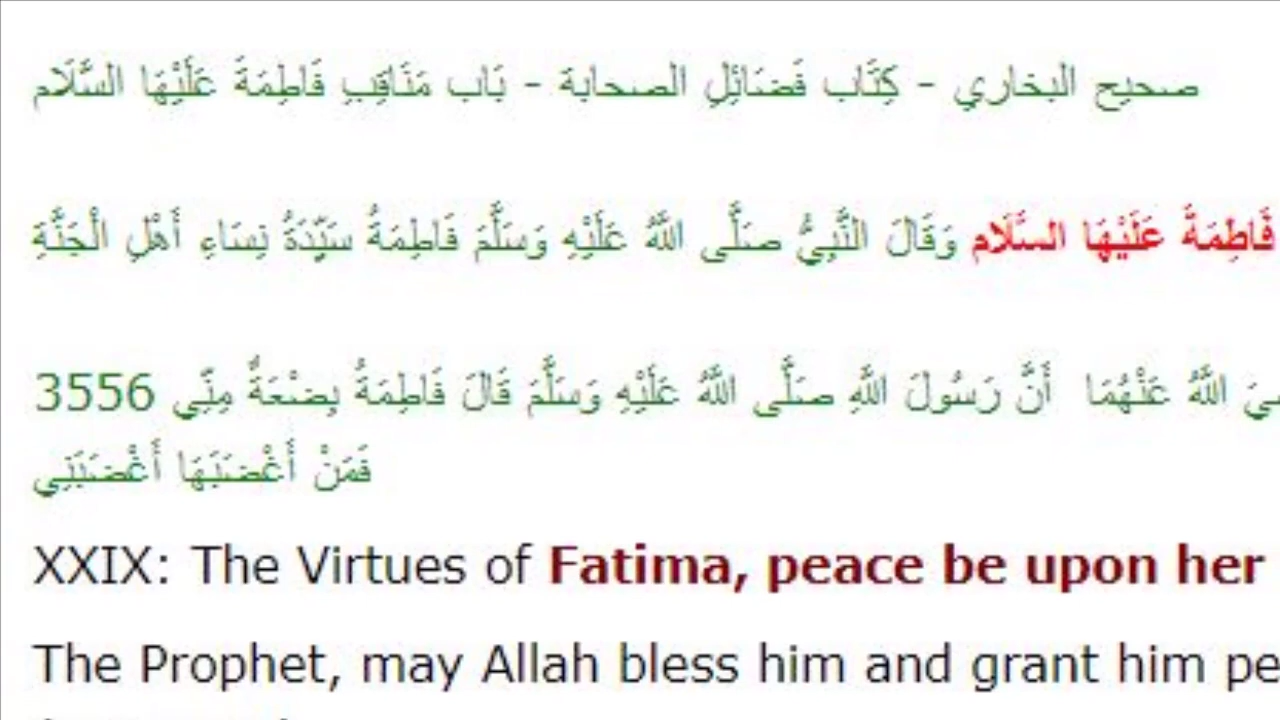 صحيح البخاري - كِتَاب فَضَائِلِ الصحابة - بَاب مَنَاقِبِ فَاطِمَةَ عَلَيْهَا السَّلَام
فَاطِمَةَ عَلَيْهَا السَّلَام وَقَالَ النَّبِيُّ صَلَّى اللَّهُ عَلَيْهِ وَسَلَّمَ فَاطِمَةُ سَيِّدَةُ نِسَاءِ أَهْلِ الْجَنَّةِ
اللَّهُ عَنْهُمَا أَنَّ رَسُولَ اللَّهِ صَلَّى اللَّهُ عَلَيْهِ وَسَلَّمَ قَالَ فَاطِمَةُ بِضْعَةٌ مِنِّي 3556
فَمَنْ أَغْضَبَهَا أَغْضَبَنِي
XXIX: The Virtues of Fatima, peace be upon her
The Prophet, may Allah bless him and grant him pe